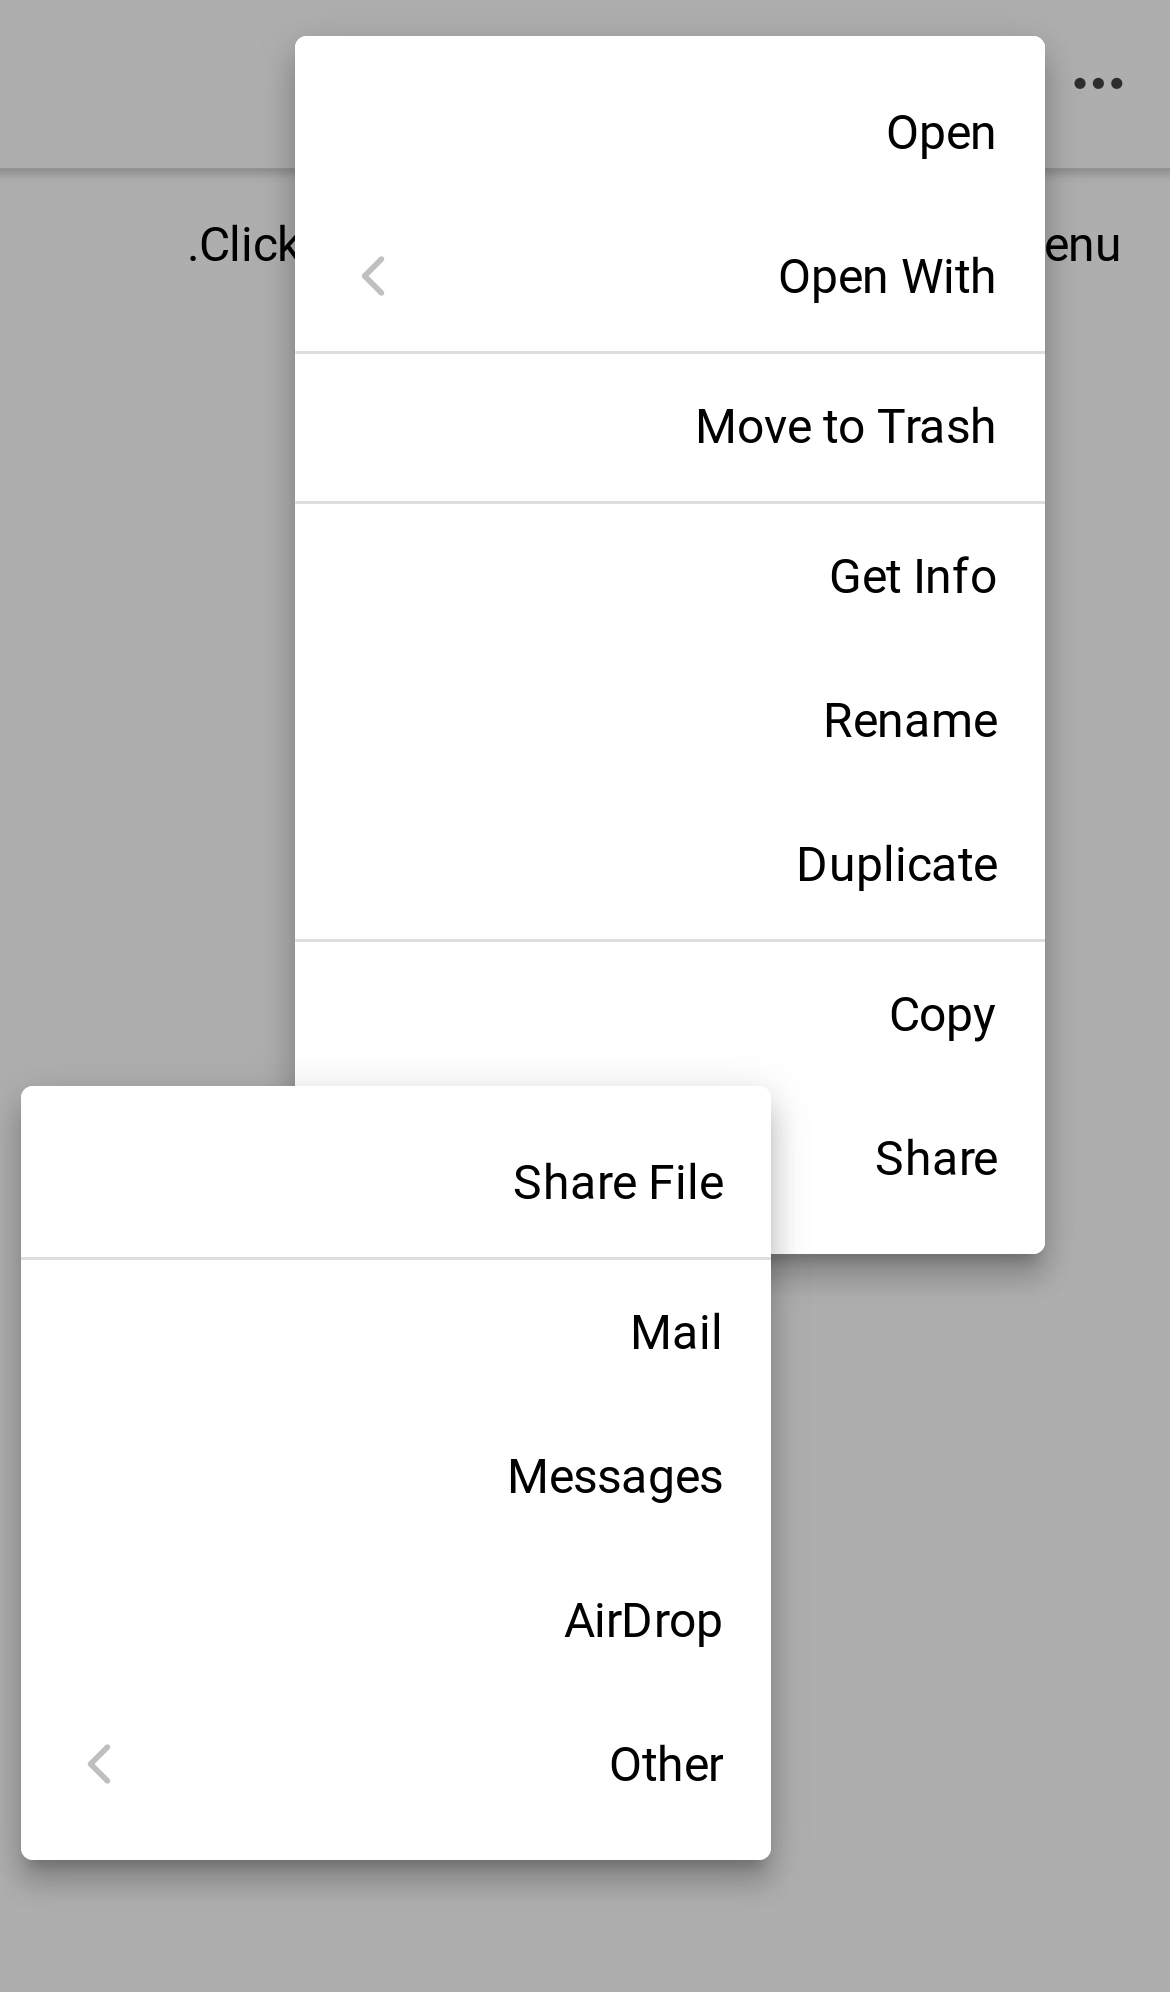 Open
.Click
enu
Open With
Move to Trash
Get Info
Rename
Duplicate
Copy
Share
Share File
Mail
Messages
AirDrop
Other